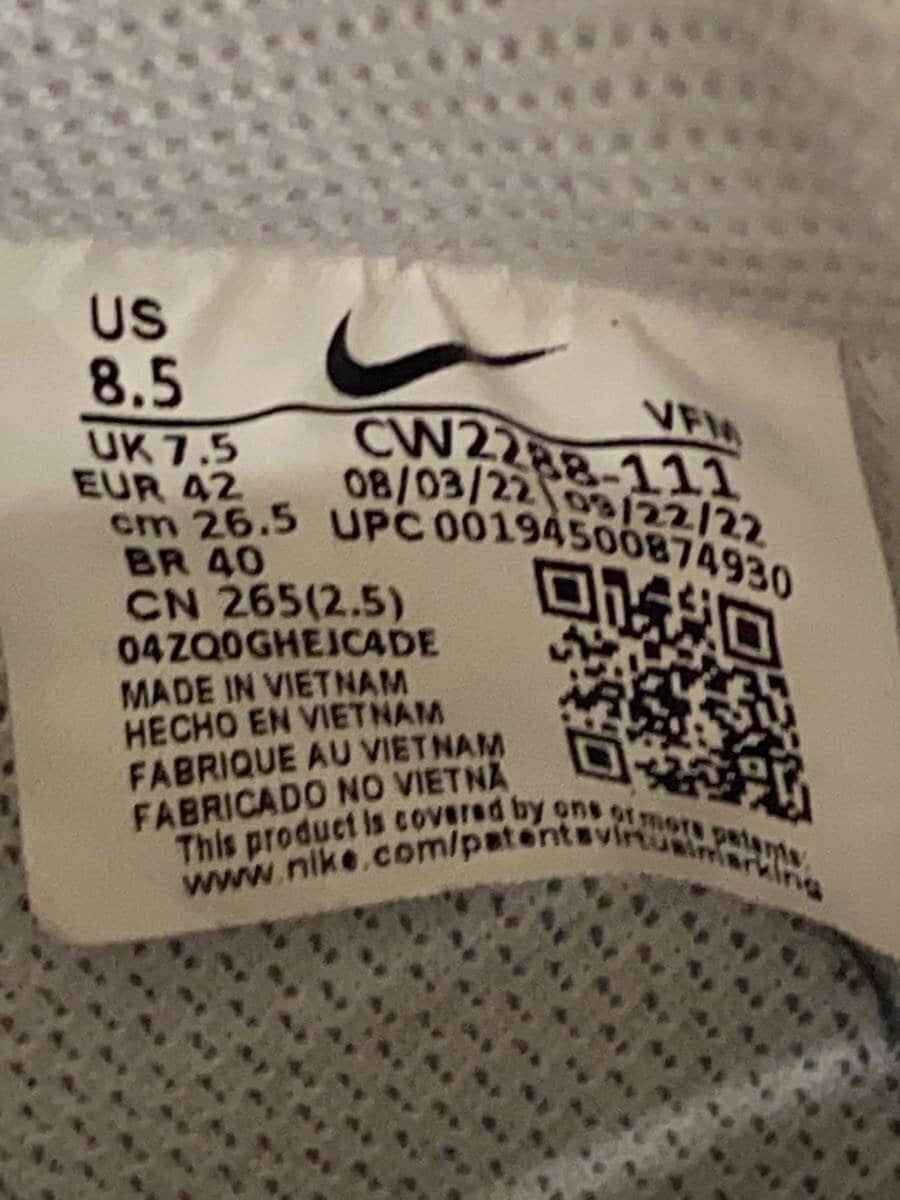 US
8.5
VFM
UK 7.5
CW2288-111
EUR 42
08/03/22 09/22/22
cm 26.5
UPC 00194500874930
BR 40
CN 265(2.5)
04ZQ0GHEJC4DE
MADE IN VIETNAM
HECHO EN VIETNAM
FABRIQUE AU VIETNAM
FABRICADO NO VIETNÃ
This product is covered by one or more patents.
www.nike.com/patentsvirtualmarking